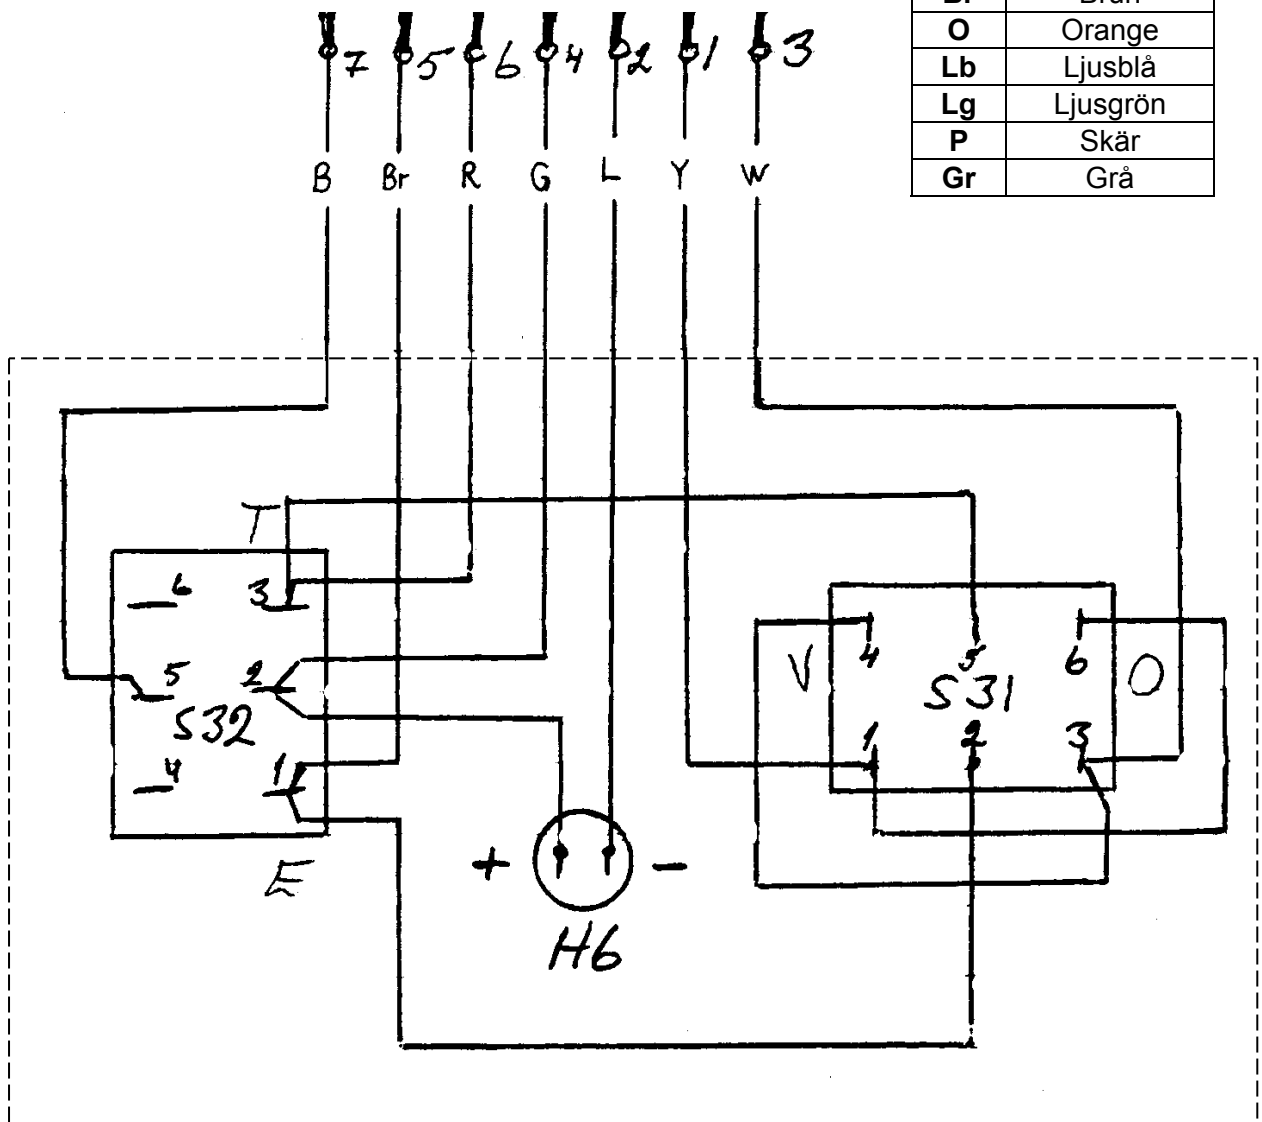 Br Brun
O Orange
Lb Ljusblå
Lg Ljusgrön
P Skär
Gr Grå
7 5 6 4 2 1 3
B Br R G L Y W
T
6 3
5 2
S32
4 1
E
V 4 5 6 O
S31
1 2 3
+ -
H6